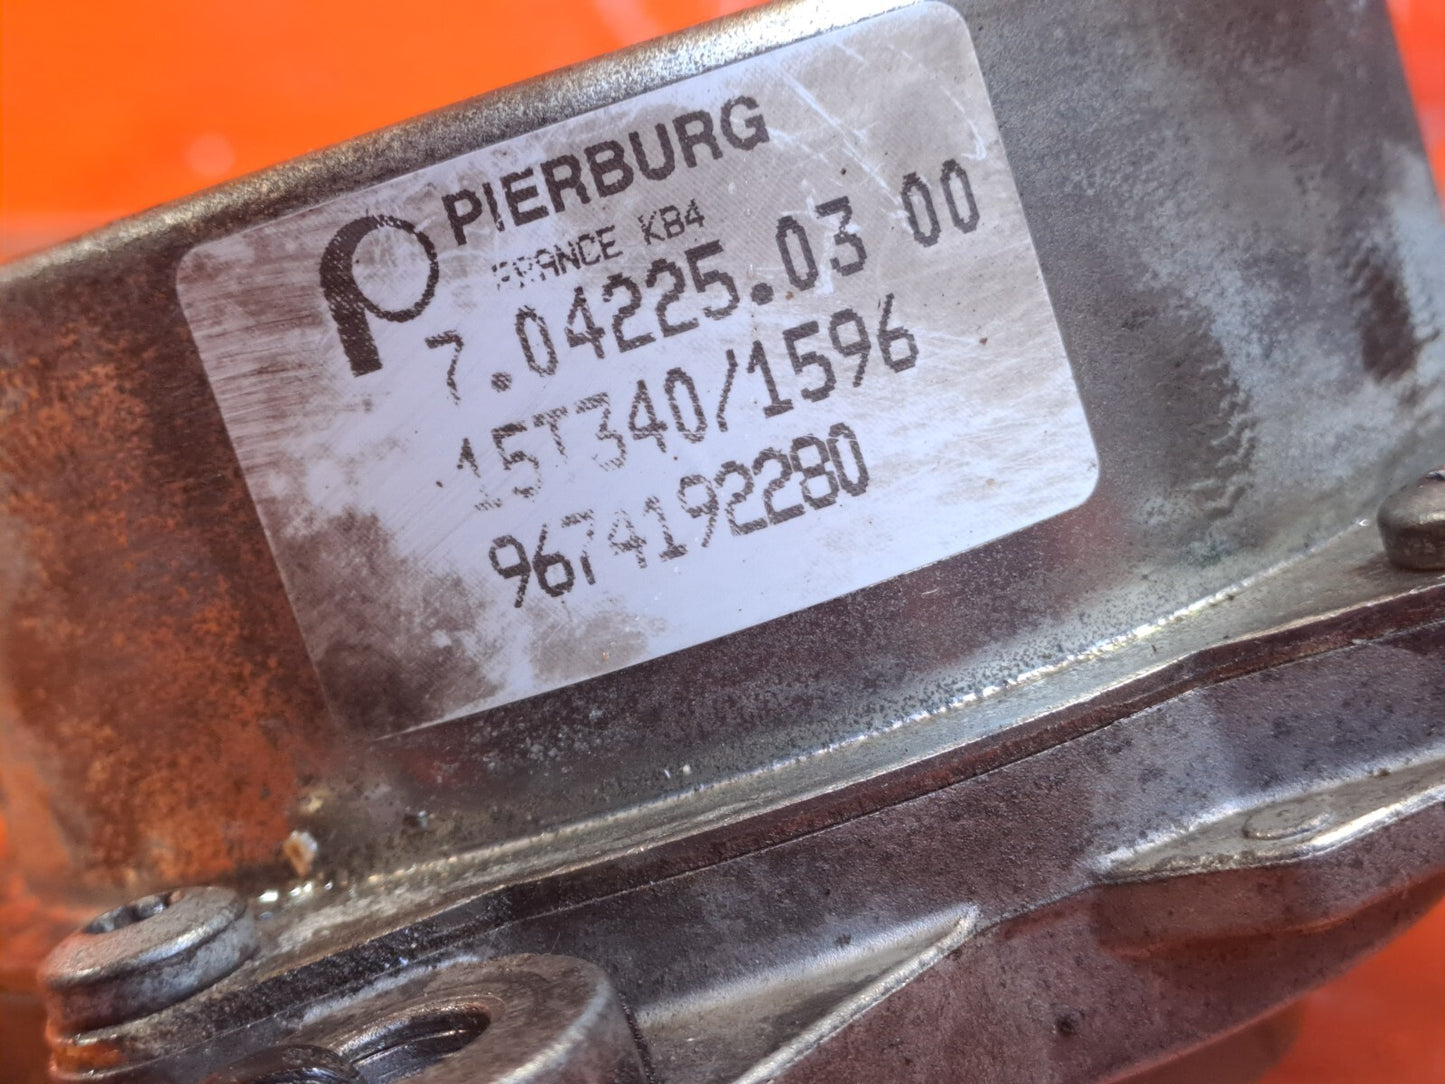 PIERBURG
FRANCE KB4
7.04225.03 00
15T340/1596
9674192280